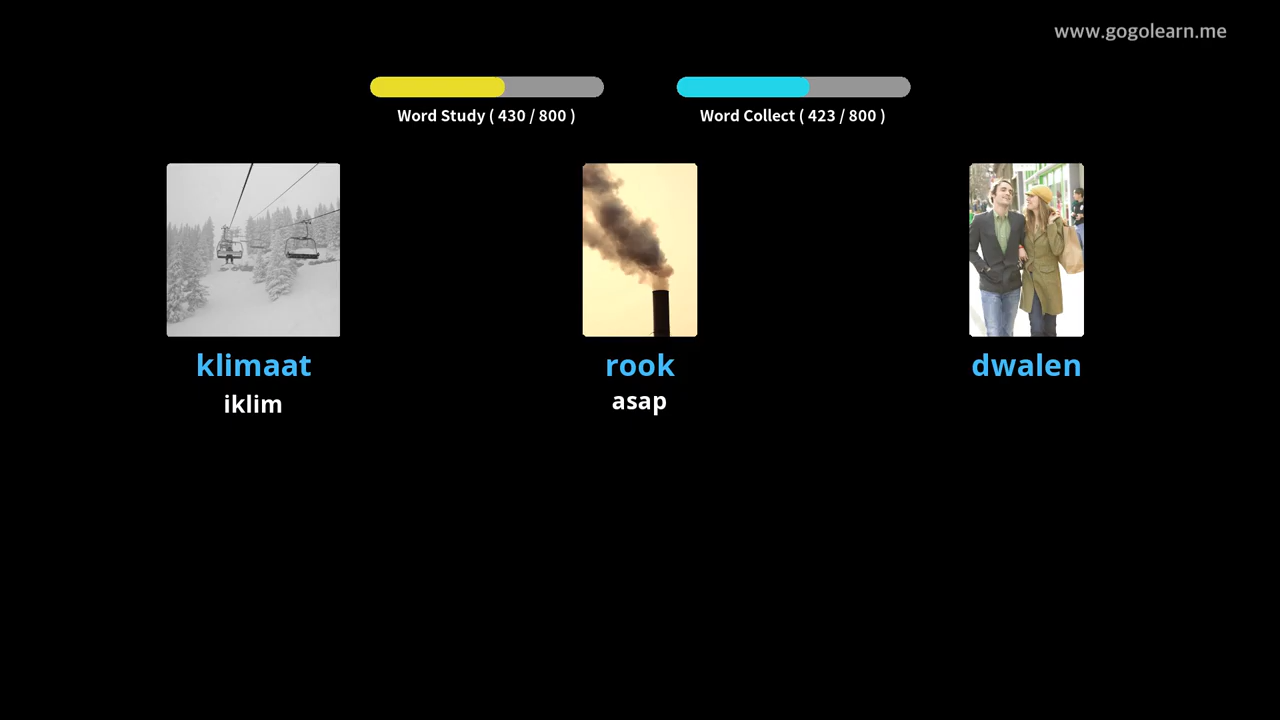 www.gogolearn.me
Word Study ( 430 / 800 )
Word Collect ( 423 / 800 )
klimaat
iklim
rook
asap
dwalen